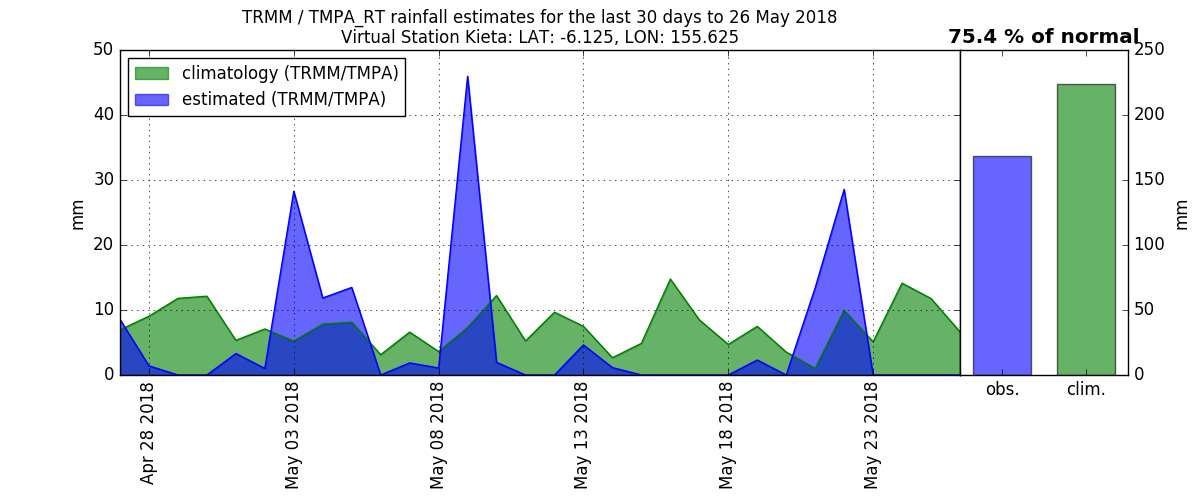 TRMM / TMPA_RT rainfall estimates for the last 30 days to 26 May 2018
Virtual Station Kieta: LAT: -6.125, LON: 155.625
75.4 % of normal
climatology (TRMM/TMPA)
estimated (TRMM/TMPA)
50
40
30
20
10
0
mm
250
200
150
100
50
0
mm
Apr 28 2018
May 03 2018
May 08 2018
May 13 2018
May 18 2018
May 23 2018
obs.
clim.